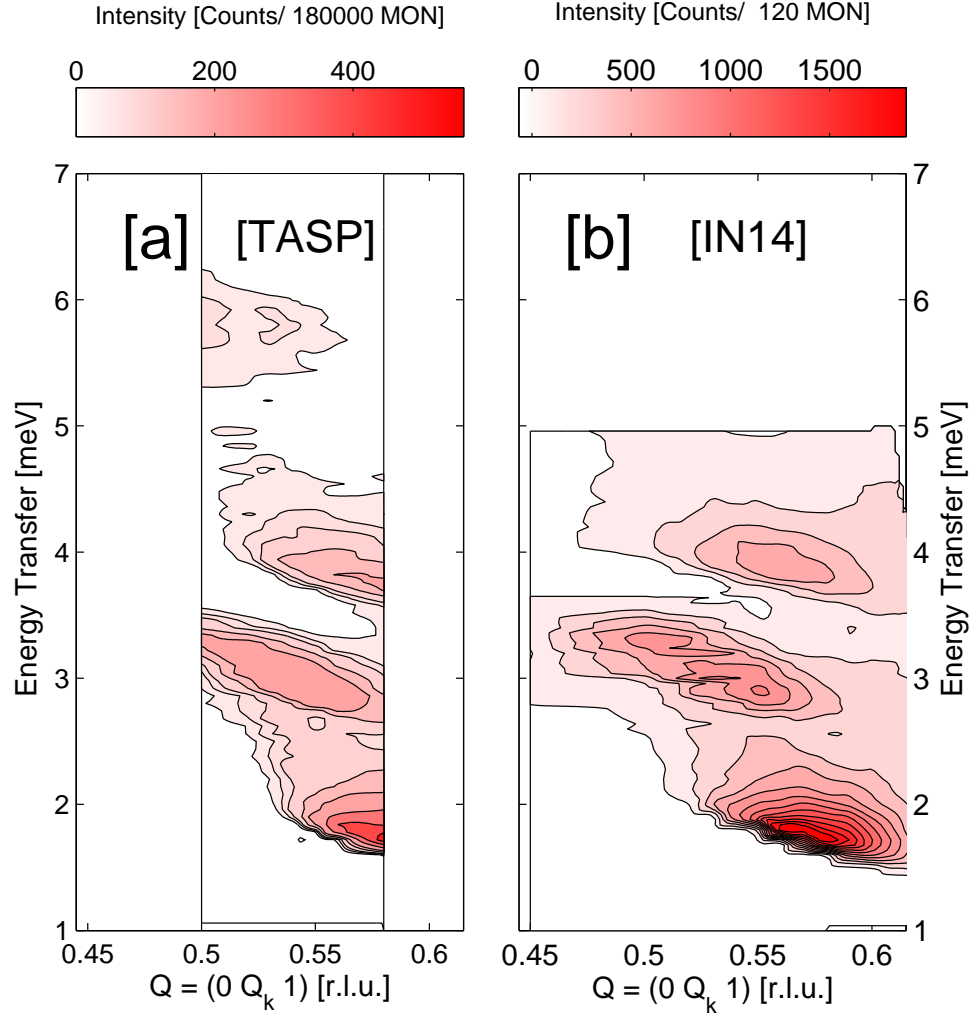 Intensity [Counts/ 180000 MON]
Intensity [Counts/ 120 MON]
0 200 400
0 500 1000 1500
[a] [TASP]
[b] [IN14]
7
6
5
4
3
2
1
Energy Transfer [meV]
0.45 0.5 0.55 0.6
Q = (0 Q_k 1) [r.l.u.]
7
6
5
4
3
2
1
Energy Transfer [meV]
0.45 0.5 0.55 0.6
Q = (0 Q_k 1) [r.l.u.]